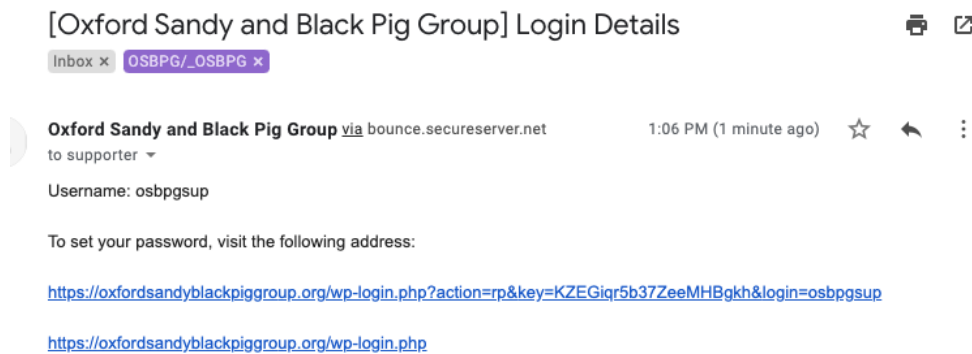 [Oxford Sandy and Black Pig Group] Login Details
Inbox × OSBPG/_OSBPG ×
Oxford Sandy and Black Pig Group via bounce.secureserver.net 1:06 PM (1 minute ago)
to supporter
Username: osbpgsup
To set your password, visit the following address:
https://oxfordsandyblackpiggroup.org/wp-login.php?action=rp&key=KZEGiqr5b37ZeeMHBgkh&login=osbpgsup
https://oxfordsandyblackpiggroup.org/wp-login.php